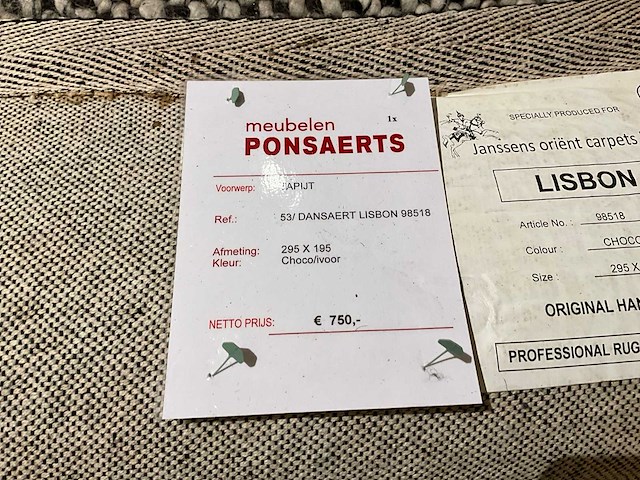 meubelen
1x
PONSAERTS
Voorwerp: TAPIJT
Ref.: 53/ DANSAERT LISBON 98518
Afmeting: 295 X 195
Kleur: Choco/ivoor
NETTO PRIJS: € 750,-
SPECIALLY PRODUCED FOR
Janssens oriënt carpets
LISBON
Article No. : 98518
Colour : CHOCO
Size : 295 X
ORIGINAL HAN
PROFESSIONAL RUG